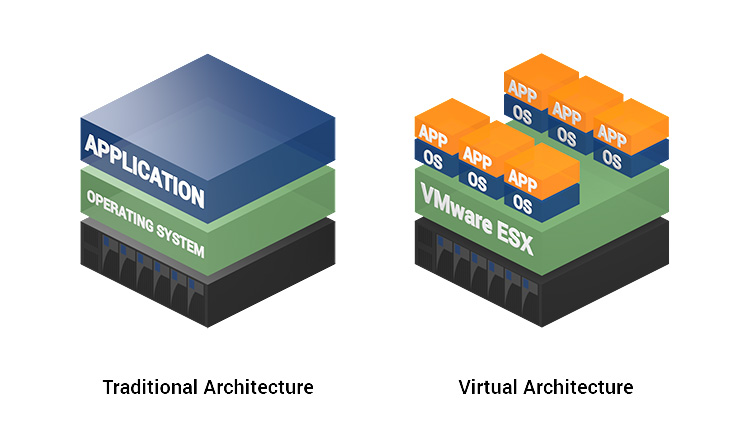 APPLICATION
OPERATING SYSTEM
Traditional Architecture
APP
OS
APP
OS
APP
OS
APP
OS
APP
OS
APP
OS
VMware ESX
Virtual Architecture